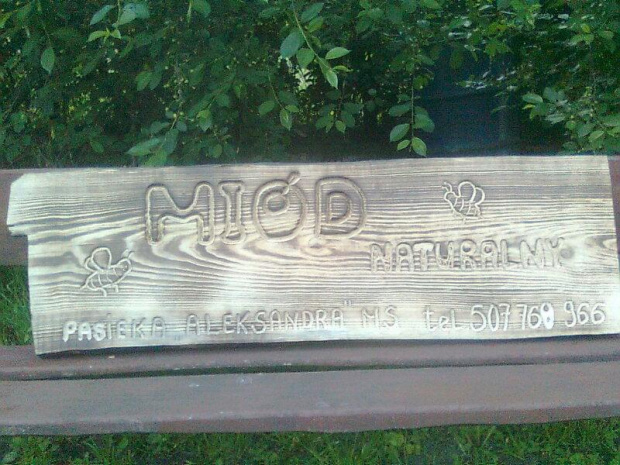 MIÓD
NATURALNY
PASIEKA „ALEKSANDRA" M.S. tel. 507 760 966